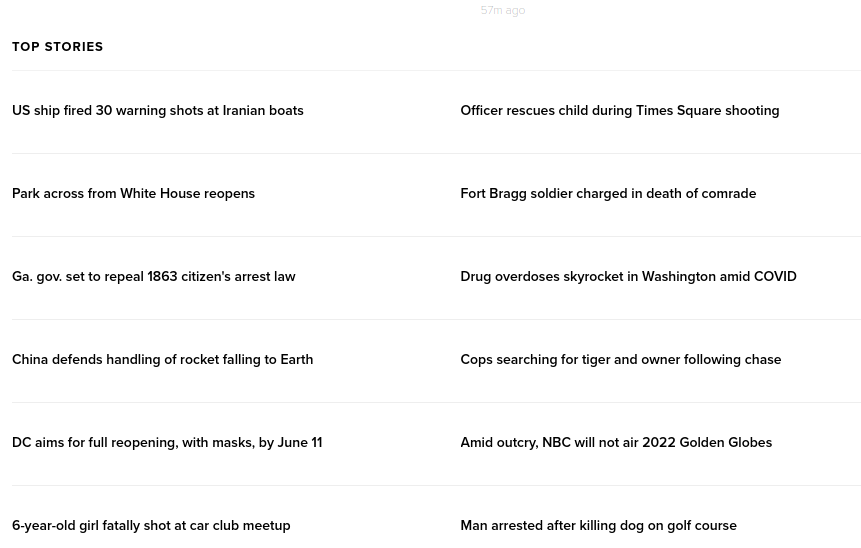 57m ago
TOP STORIES
US ship fired 30 warning shots at Iranian boats
Officer rescues child during Times Square shooting
Park across from White House reopens
Fort Bragg soldier charged in death of comrade
Ga. gov. set to repeal 1863 citizen's arrest law
Drug overdoses skyrocket in Washington amid COVID
China defends handling of rocket falling to Earth
Cops searching for tiger and owner following chase
DC aims for full reopening, with masks, by June 11
Amid outcry, NBC will not air 2022 Golden Globes
6-year-old girl fatally shot at car club meetup
Man arrested after killing dog on golf course